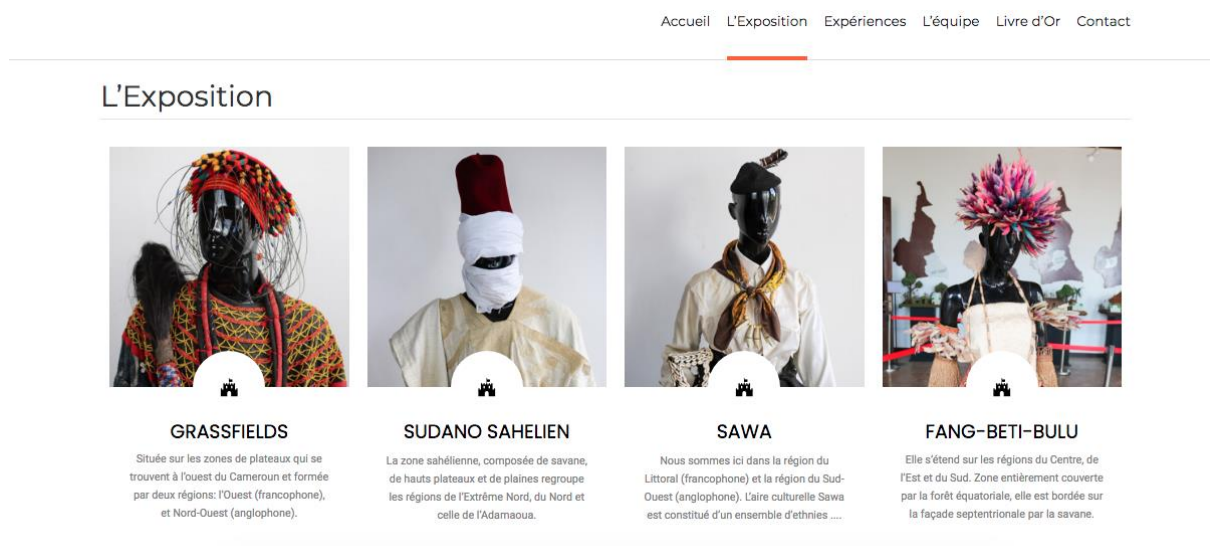 Accueil L'Exposition Expériences L'équipe Livre d'Or Contact
L'Exposition
GRASSFIELDS
Située sur les zones de plateaux qui se
trouvent à l'ouest du Cameroun et formée
par deux régions: l'Ouest (francophone),
et Nord-Ouest (anglophone).
SUDANO SAHELIEN
La zone sahélienne, composée de savane,
de hauts plateaux et de plaines regroupe
les régions de l'Extrême Nord, du Nord et
celle de l'Adamaoua.
SAWA
Nous sommes ici dans la région du
Littoral (francophone) et la région du Sud-
Ouest (anglophone). L'aire culturelle Sawa
est constitué d'un ensemble d'ethnies ....
FANG-BETI-BULU
Elle s'étend sur les régions du Centre, de
l'Est et du Sud. Zone entièrement couverte
par la forêt équatoriale, elle est bordée sur
la façade septentrionale par la savane.